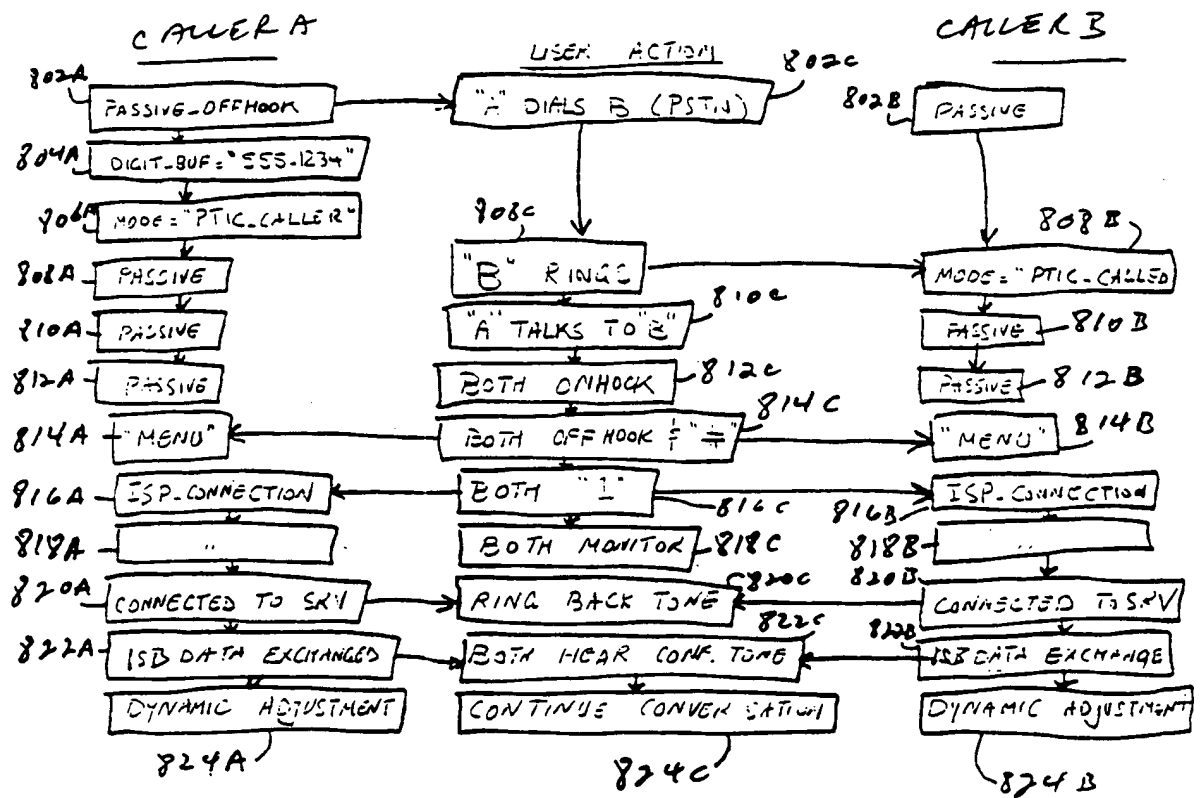 CALLER A
USER ACTION
CALLER B
802A
PASSIVE_OFFHOOK
"A" DIALS B (PSTN)
802C
802B
PASSIVE
804A
DIGIT_BUF="555-1234"
806A
MODE="PTIC_CALLER"
808C
808B
808A
PASSIVE
"B" RINGS
MODE="PTIC_CALLED
810A
PASSIVE
"A" TALKS TO "B"
810C
PASSIVE
810B
812A
PASSIVE
BOTH ONHOOK
812C
PASSIVE
812B
814A
"MENU"
BOTH OFFHOOK & "#"
814C
"MENU"
814B
816A
ISP_CONNECTION
BOTH "1"
816C
816B
ISP_CONNECTION
818A
"
BOTH MONITOR
818C
818B
"
820A
CONNECTED TO SRV
RING BACK TONE
820C
820B
CONNECTED TO SRV
822A
ISB DATA EXCHANGED
BOTH HEAR CONF. TONE
822C
822B
ISB DATA EXCHANGE
DYNAMIC ADJUSTMENT
CONTINUE CONVERSATION
DYNAMIC ADJUSTMENT
824A
824C
824B